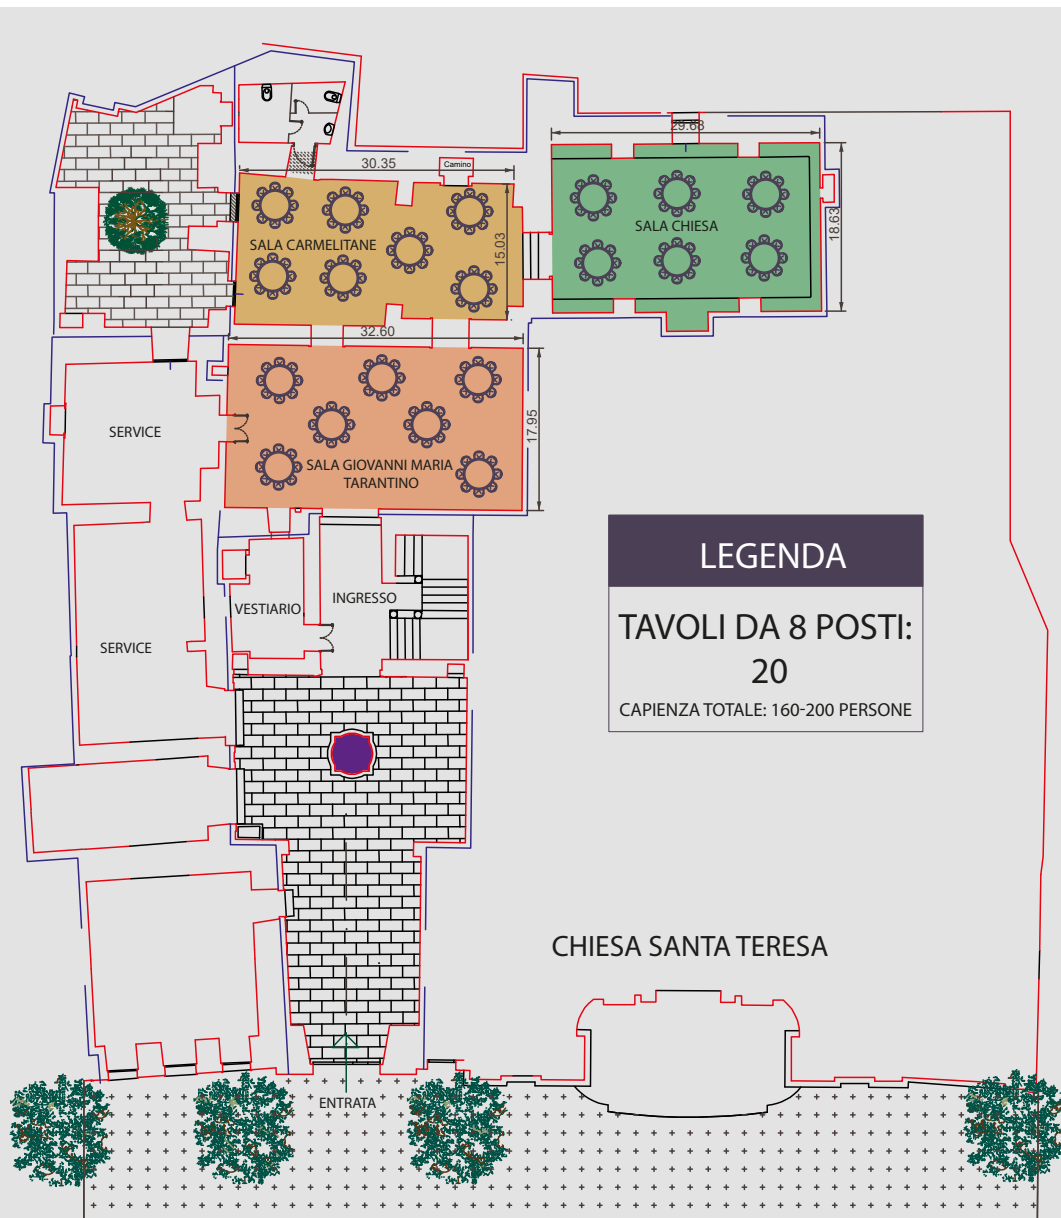 29.63
30.35
Camino
SALA CARMELITANE
15.03
SALA CHIESA
18.63
32.60
SERVICE
17.95
SALA GIOVANNI MARIA
TARANTINO
LEGENDA
TAVOLI DA 8 POSTI:
20
CAPIENZA TOTALE: 160-200 PERSONE
VESTIARIO
INGRESSO
SERVICE
CHIESA SANTA TERESA
ENTRATA